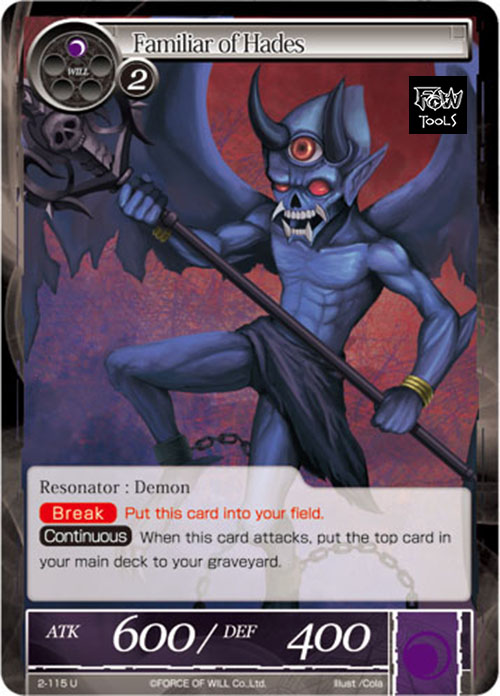 Familiar of Hades
WILL
2
FOW
TOOLS
Resonator : Demon
Break Put this card into your field.
Continuous When this card attacks, put the top card in
your main deck to your graveyard.
ATK 600 / DEF 400
2-115 U ©FORCE OF WILL Co.,Ltd. Illust /Cola